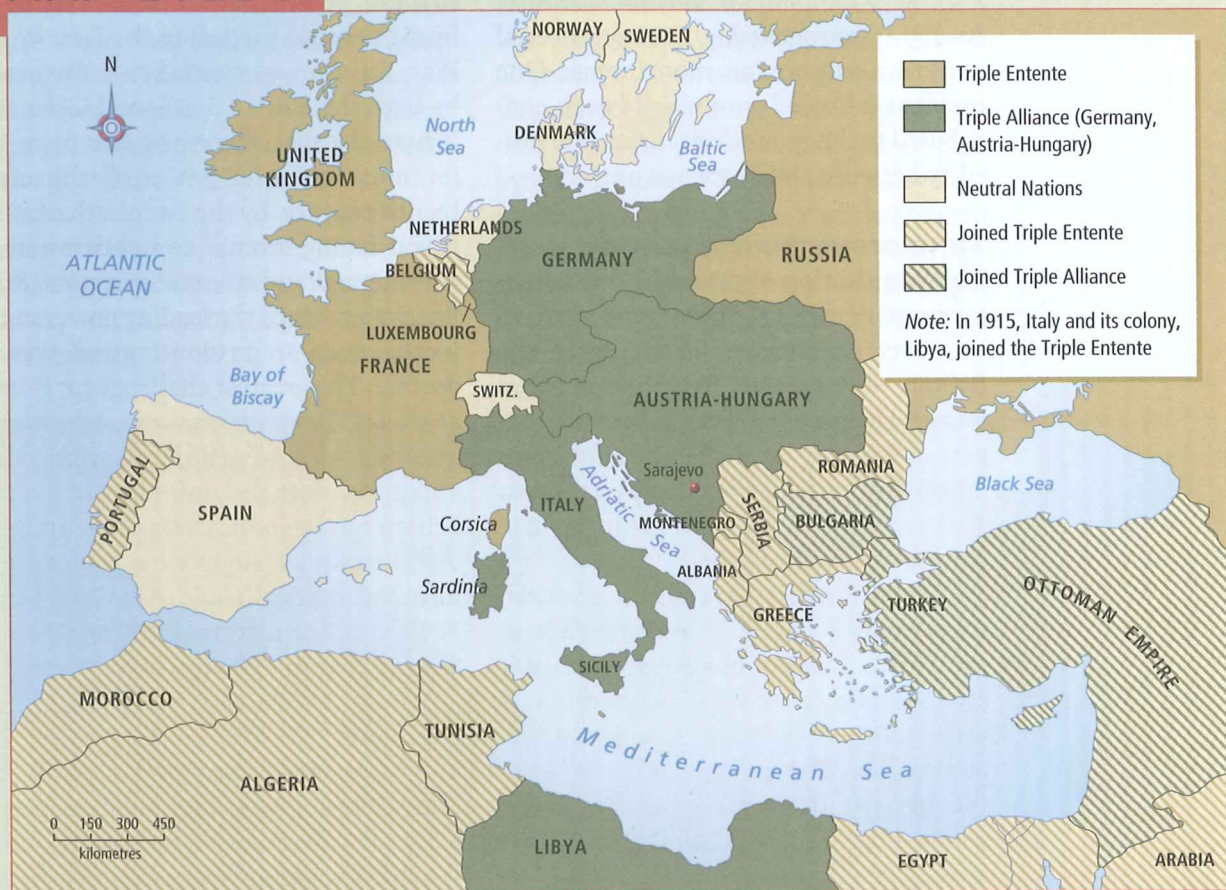 N
NORWAY
SWEDEN
North
Sea
DENMARK
Baltic
Sea
UNITED
KINGDOM
NETHERLANDS
BELGIUM
GERMANY
RUSSIA
ATLANTIC
OCEAN
LUXEMBOURG
FRANCE
Bay of
Biscay
SWITZ.
AUSTRIA-HUNGARY
Sarajevo
ROMANIA
Black Sea
PORTUGAL
SPAIN
Corsica
ITALY
Adriatic
Sea
MONTENEGRO
SERBIA
BULGARIA
Sardinia
ALBANIA
GREECE
TURKEY
OTTOMAN EMPIRE
SICILY
MOROCCO
TUNISIA
Mediterranean Sea
ALGERIA
0 150 300 450
kilometres
LIBYA
EGYPT
ARABIA
Triple Entente
Triple Alliance (Germany,
Austria-Hungary)
Neutral Nations
Joined Triple Entente
Joined Triple Alliance
Note: In 1915, Italy and its colony,
Libya, joined the Triple Entente